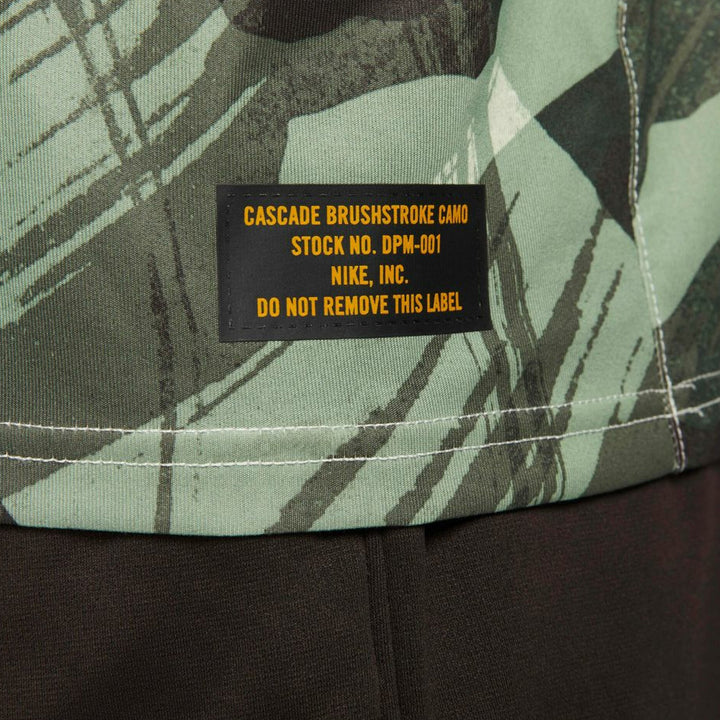 CASCADE BRUSHSTROKE CAMO
STOCK NO. DPM-001
NIKE, INC.
DO NOT REMOVE THIS LABEL